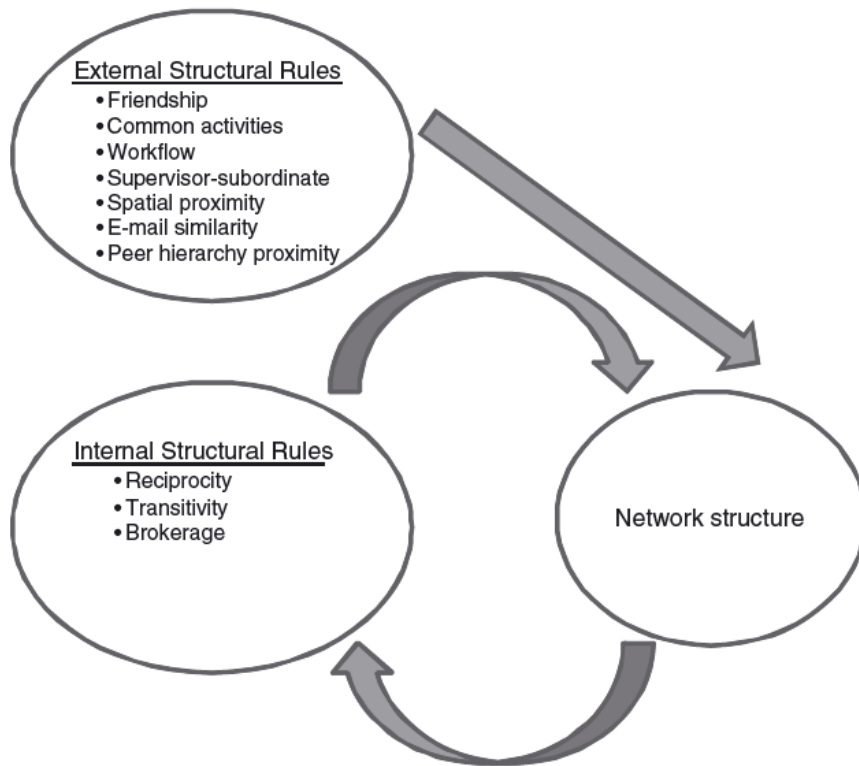 External Structural Rules
• Friendship
• Common activities
• Workflow
• Supervisor-subordinate
• Spatial proximity
• E-mail similarity
• Peer hierarchy proximity
Internal Structural Rules
• Reciprocity
• Transitivity
• Brokerage
Network structure